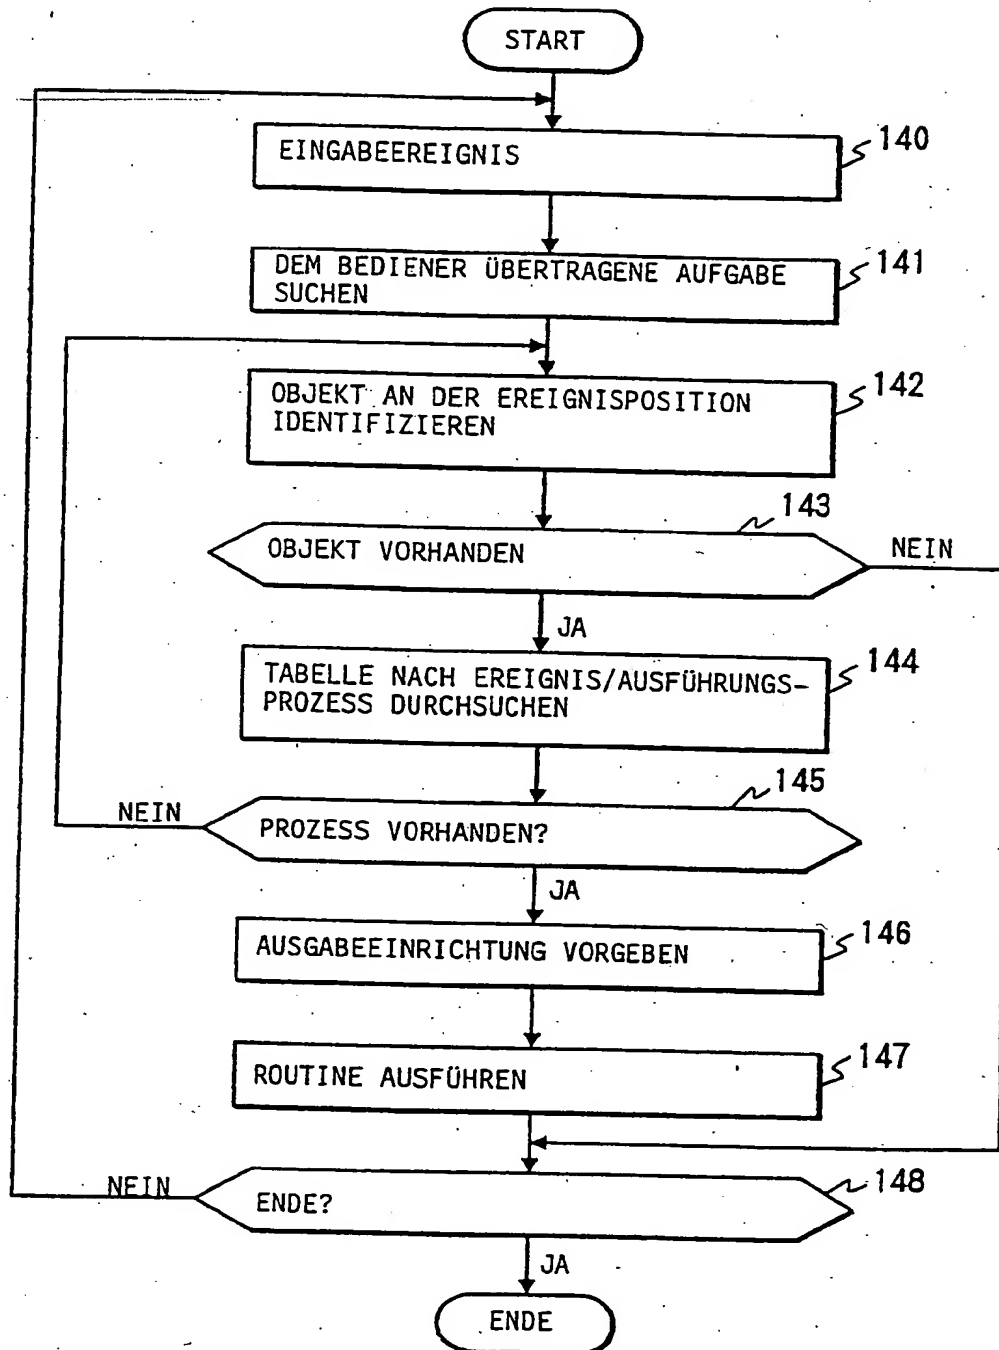 START
EINGABEEREIGNIS
140
DEM BEDIENER ÜBERTRAGENE AUFGABE
SUCHEN
141
OBJEKT AN DER EREIGNISPOSITION
IDENTIFIZIEREN
142
143
OBJEKT VORHANDEN
NEIN
JA
TABELLE NACH EREIGNIS/AUSFÜHRUNGS-
PROZESS DURCHSUCHEN
144
145
NEIN
PROZESS VORHANDEN?
JA
AUSGABEEINRICHTUNG VORGEBEN
146
ROUTINE AUSFÜHREN
147
NEIN
ENDE?
148
JA
ENDE